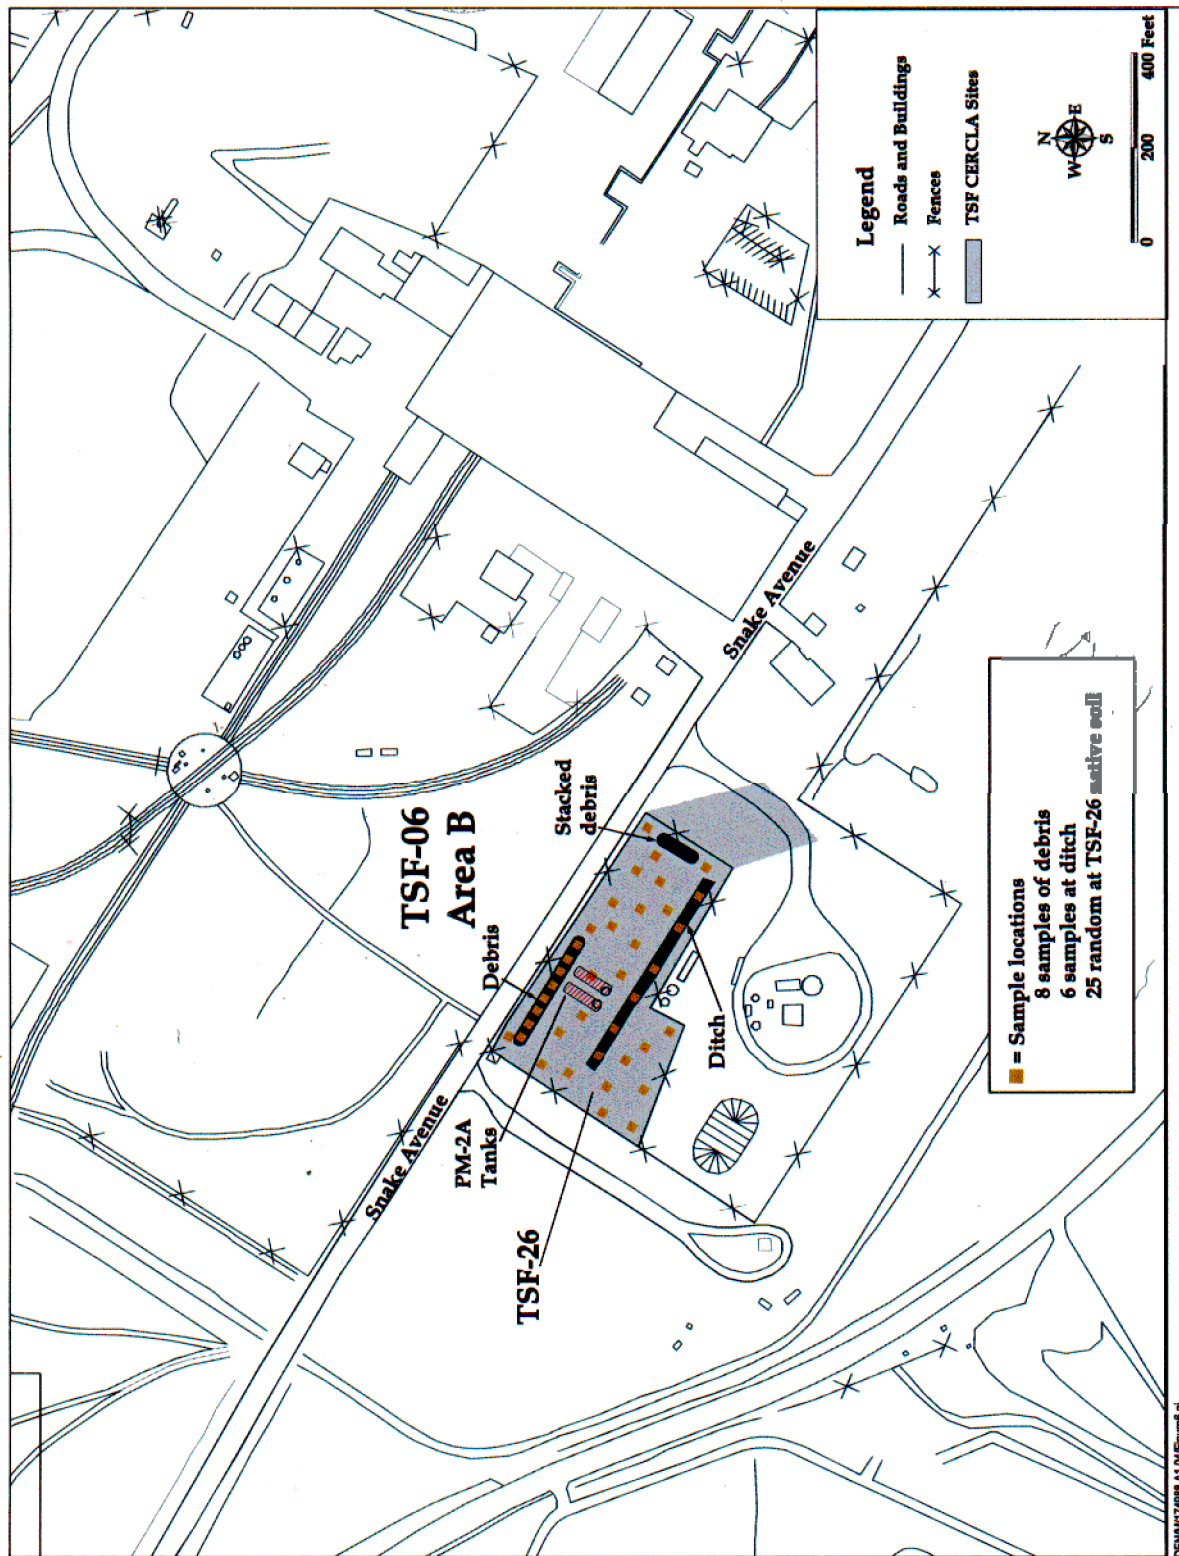 TSF-06
Area B
Debris
Stacked
debris
Snake Avenue
Snake Avenue
PM-2A
Tanks
TSF-26
Ditch
= Sample locations
8 samples of debris
6 samples at ditch
25 random at TSF-26 native soil
Legend
Roads and Buildings
Fences
TSF CERCLA Sites
N
W
E
S
0
200
400 Feet